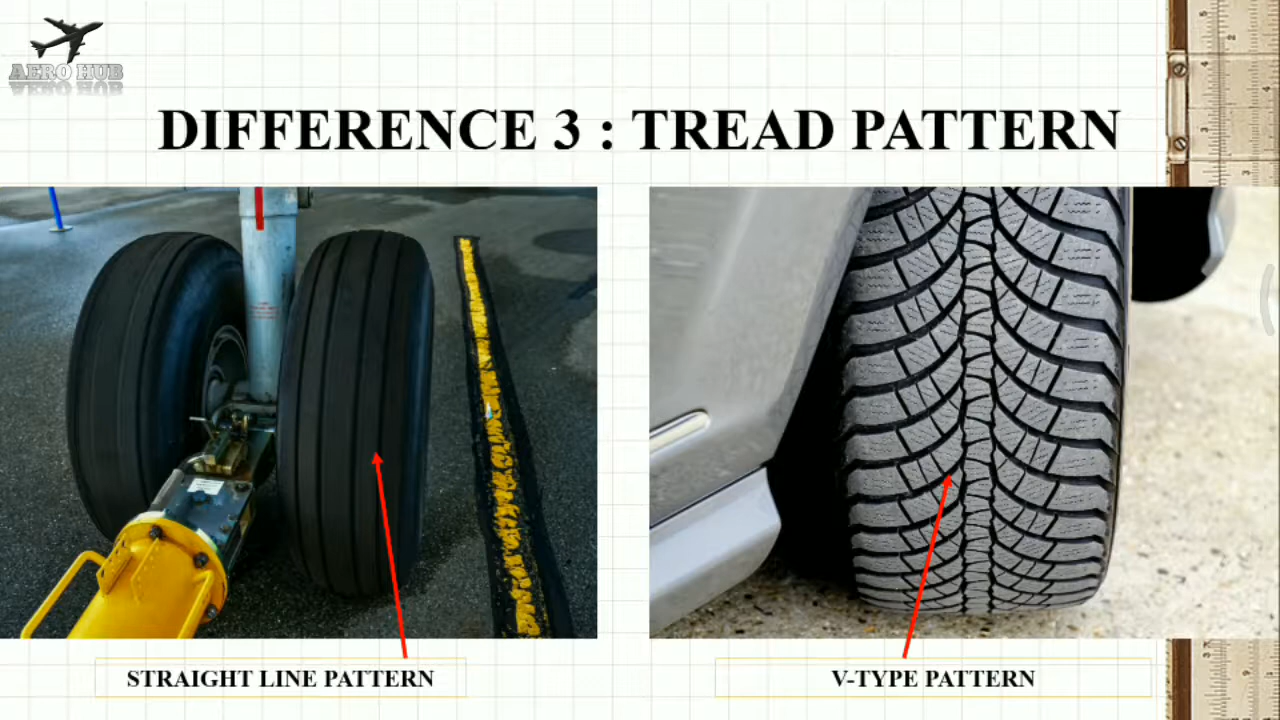 AERO HUB
DIFFERENCE 3 : TREAD PATTERN
STRAIGHT LINE PATTERN
V-TYPE PATTERN